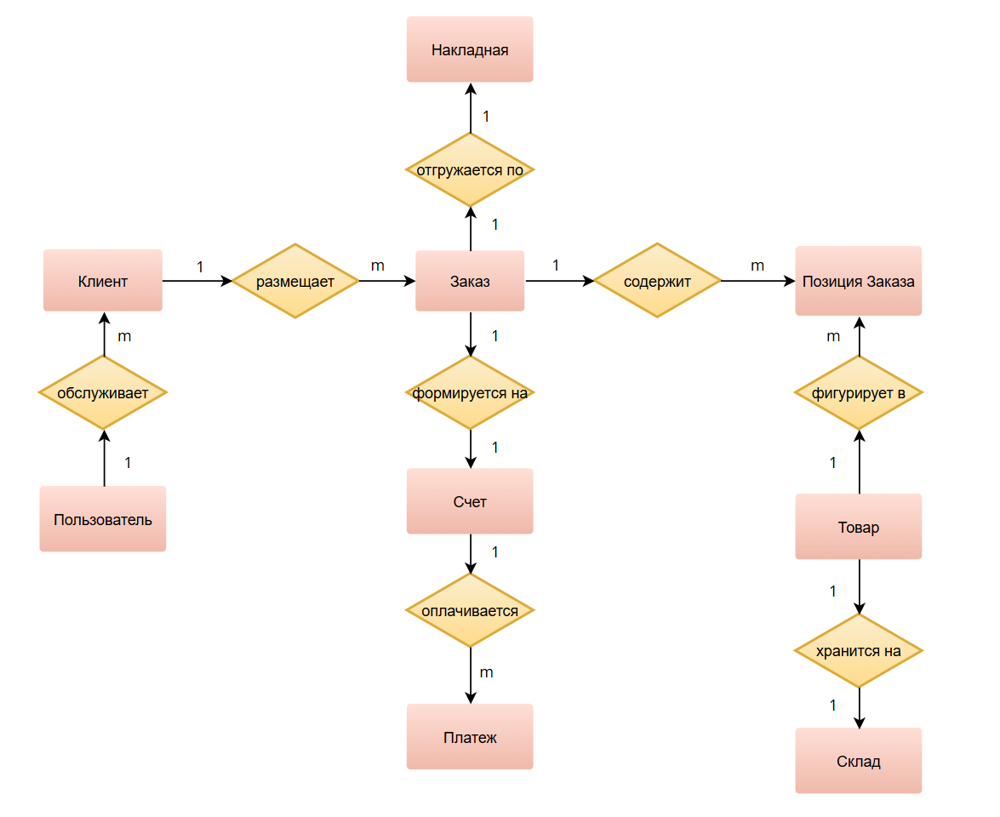 Накладная
1
отгружается по
1
Клиент
1
размещает
m
Заказ
1
содержит
m
Позиция Заказа
m
1
m
обслуживает
формируется на
фигурирует в
1
1
1
Пользователь
Счет
Товар
1
1
оплачивается
хранится на
m
1
Платеж
Склад